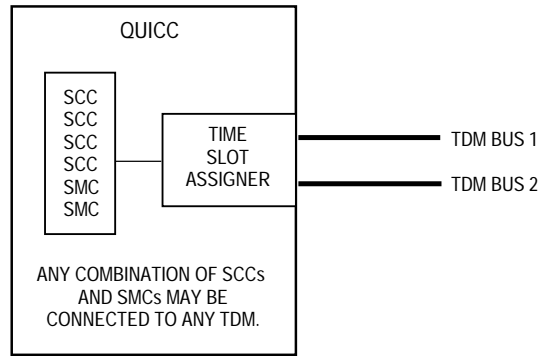 QUICC
SCC
SCC
SCC
SCC
SMC
SMC
TIME
SLOT
ASSIGNER
TDM BUS 1
TDM BUS 2
ANY COMBINATION OF SCCs
AND SMCs MAY BE
CONNECTED TO ANY TDM.